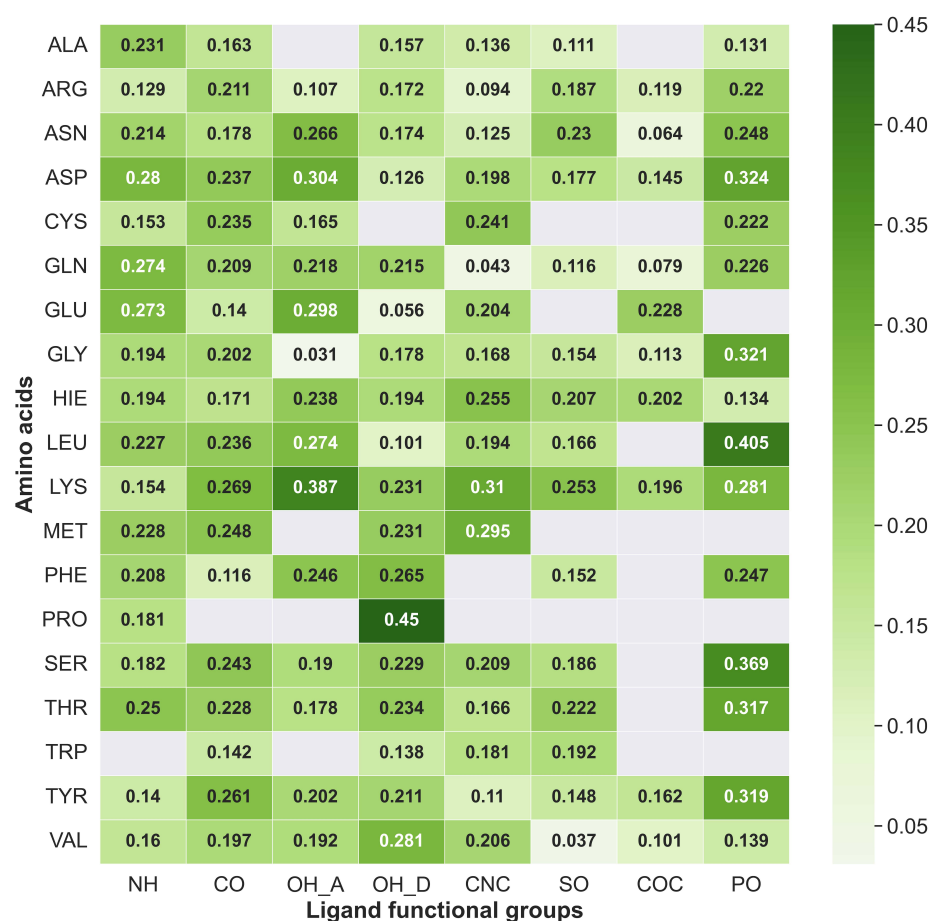 ALA 0.231 0.163 0.157 0.136 0.111 0.131
ARG 0.129 0.211 0.107 0.172 0.094 0.187 0.119 0.22
ASN 0.214 0.178 0.266 0.174 0.125 0.23 0.064 0.248
ASP 0.28 0.237 0.304 0.126 0.198 0.177 0.145 0.324
CYS 0.153 0.235 0.165 0.241 0.222
GLN 0.274 0.209 0.218 0.215 0.043 0.116 0.079 0.226
GLU 0.273 0.14 0.298 0.056 0.204 0.228
GLY 0.194 0.202 0.031 0.178 0.168 0.154 0.113 0.321
HIE 0.194 0.171 0.238 0.194 0.255 0.207 0.202 0.134
LEU 0.227 0.236 0.274 0.101 0.194 0.166 0.405
LYS 0.154 0.269 0.387 0.231 0.31 0.253 0.196 0.281
MET 0.228 0.248 0.231 0.295
PHE 0.208 0.116 0.246 0.265 0.152 0.247
PRO 0.181 0.45
SER 0.182 0.243 0.19 0.229 0.209 0.186 0.369
THR 0.25 0.228 0.178 0.234 0.166 0.222 0.317
TRP 0.142 0.138 0.181 0.192
TYR 0.14 0.261 0.202 0.211 0.11 0.148 0.162 0.319
VAL 0.16 0.197 0.192 0.281 0.206 0.037 0.101 0.139
NH CO OH_A OH_D CNC SO COC PO
Ligand functional groups
Amino acids
0.45
0.40
0.35
0.30
0.25
0.20
0.15
0.10
0.05